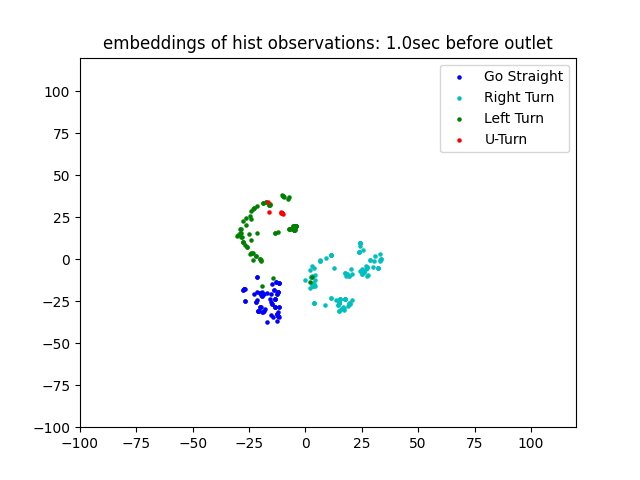 embeddings of hist observations: 1.0sec before outlet
Go Straight
Right Turn
Left Turn
U-Turn
100
75
50
25
0
−25
−50
−75
−100
−100 −75 −50 −25 0 25 50 75 100